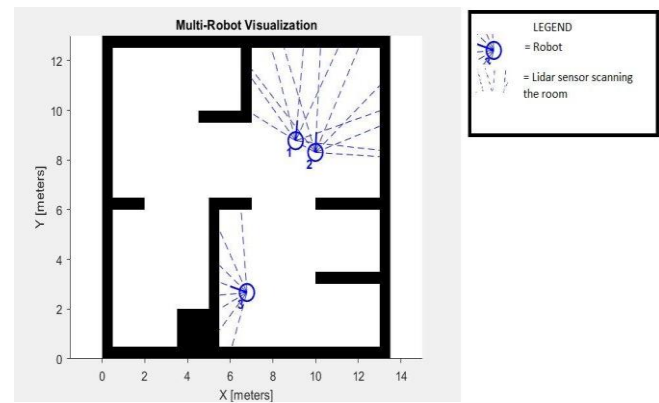 Multi-Robot Visualization
LEGEND
= Robot
= Lidar sensor scanning
the room
12
10
8
6
4
2
0
Y [meters]
1
2
3
0 2 4 6 8 10 12 14
X [meters]